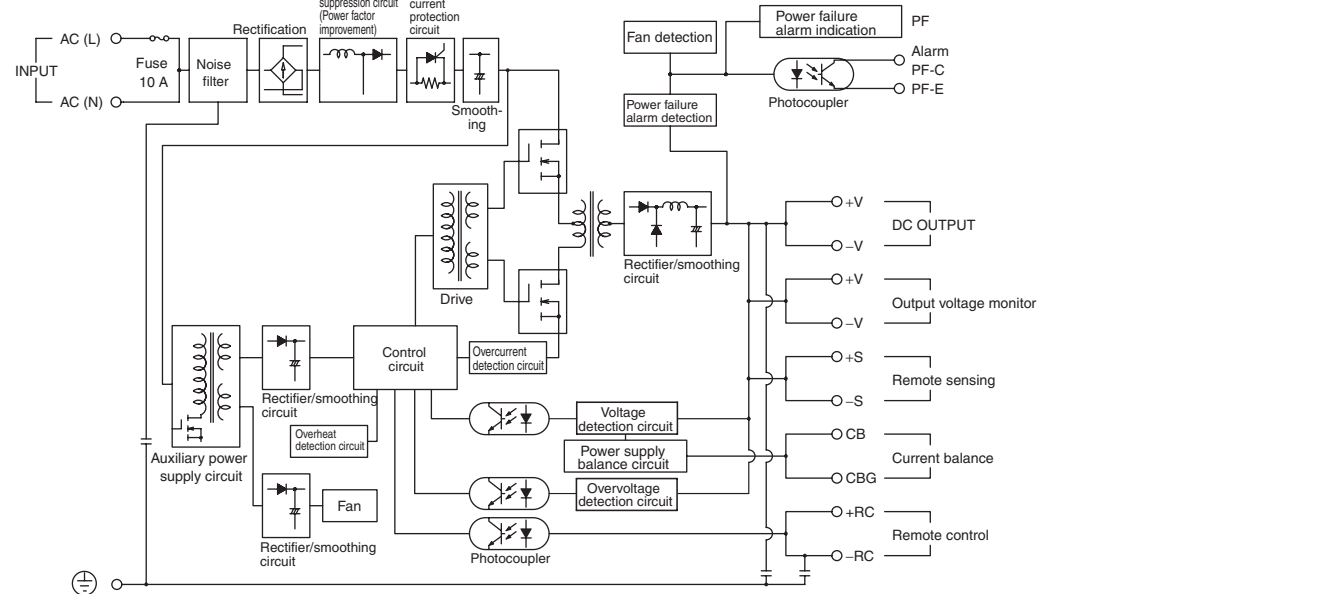 suppression circuit
(Power factor
improvement)
current
protection
circuit
Rectification
AC (L)
INPUT
Fuse
10 A
AC (N)
Noise
filter
Smooth-
ing
Fan detection
Power failure
alarm indication
PF
Alarm
PF-C
PF-E
Photocoupler
Power failure
alarm detection
Drive
Rectifier/smoothing
circuit
+V
DC OUTPUT
−V
+V
Output voltage monitor
−V
+S
Remote sensing
−S
CB
Current balance
CBG
+RC
Remote control
−RC
Control
circuit
Overcurrent
detection circuit
Rectifier/smoothing
circuit
Overheat
detection circuit
Auxiliary power
supply circuit
Voltage
detection circuit
Power supply
balance circuit
Overvoltage
detection circuit
Fan
Rectifier/smoothing
circuit
Photocoupler